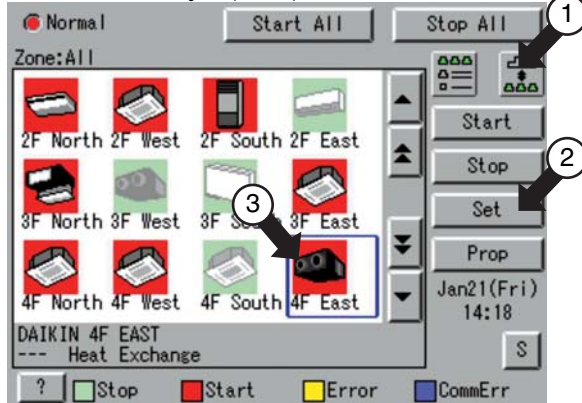 Normal Start All Stop All 1
Zone:All
Start
2F North 2F West 2F South 2F East
Stop 2
Set
3 3F North 3F West 3F South 3F East
Prop
4F North 4F West 4F South 4F East
Jan21(Fri)
14:18
DAIKIN 4F EAST
--- Heat Exchange
S
? Stop Start Error CommErr